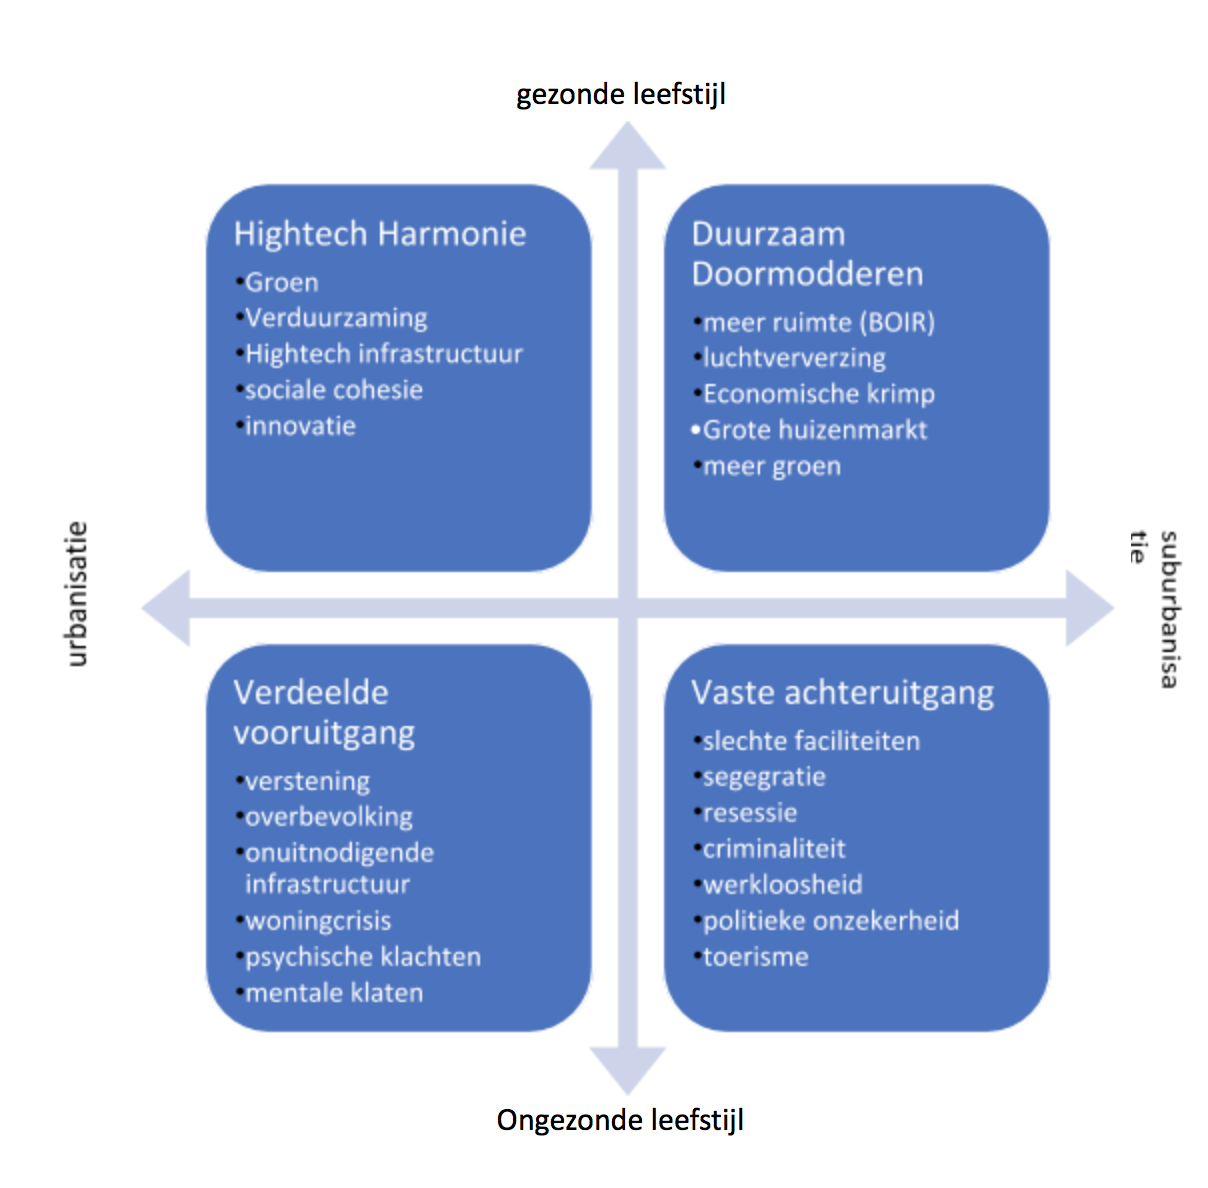 gezonde leefstijl
Hightech Harmonie
•Groen
•Verduurzaming
•Hightech infrastructuur
•sociale cohesie
•innovatie
Duurzaam
Doormodderen
•meer ruimte (BOIR)
•luchtververzing
•Economische krimp
•Grote huizenmarkt
•meer groen
urbanisatie
suburbanisa
tie
Verdeelde
vooruitgang
•verstening
•overbevolking
•onuitnodigende
infrastructuur
•woningcrisis
•psychische klachten
•mentale klaten
Vaste achteruitgang
•slechte faciliteiten
•segegratie
•resessie
•criminaliteit
•werkloosheid
•politieke onzekerheid
•toerisme
Ongezonde leefstijl